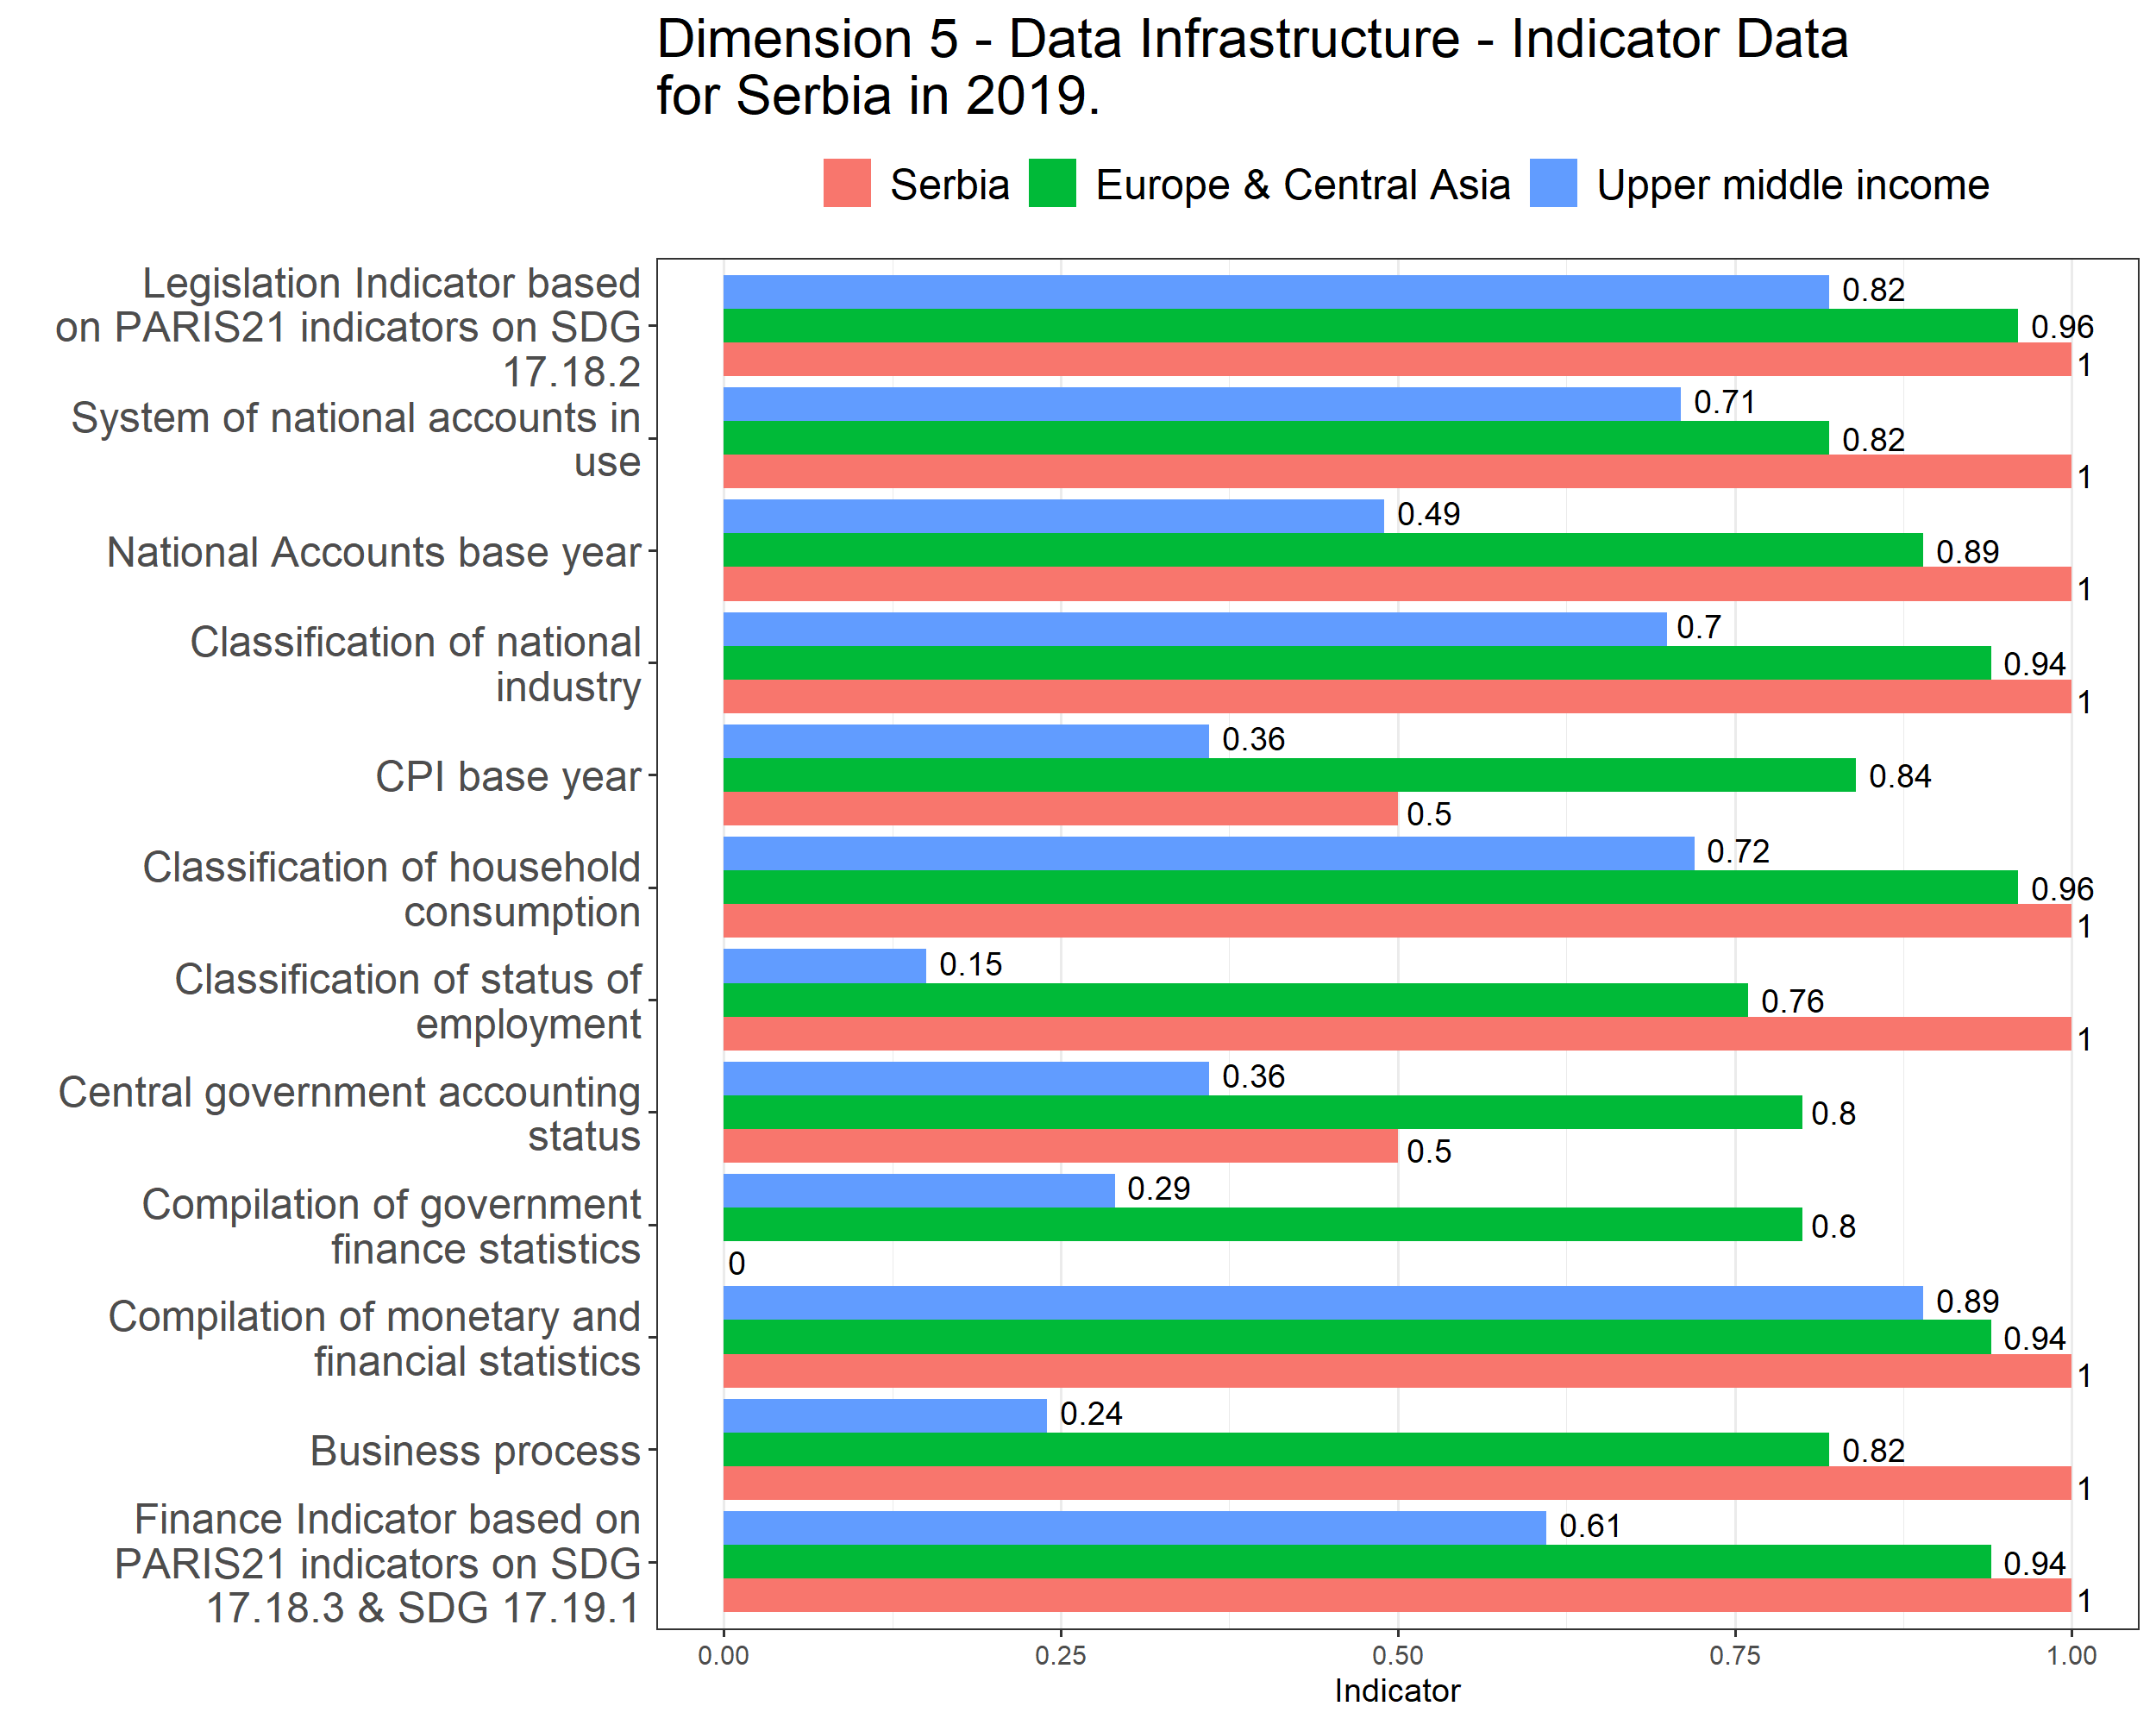 Dimension 5 - Data Infrastructure - Indicator Data
for Serbia in 2019.
Serbia Europe & Central Asia Upper middle income
Legislation Indicator based
on PARIS21 indicators on SDG
17.18.2
0.82
0.96
1
System of national accounts in
use
0.71
0.82
1
National Accounts base year
0.49
0.89
1
Classification of national
industry
0.7
0.94
1
CPI base year
0.36
0.84
0.5
Classification of household
consumption
0.72
0.96
1
Classification of status of
employment
0.15
0.76
1
Central government accounting
status
0.36
0.8
0.5
Compilation of government
finance statistics
0.29
0.8
0
Compilation of monetary and
financial statistics
0.89
0.94
1
Business process
0.24
0.82
1
Finance Indicator based on
PARIS21 indicators on SDG
17.18.3 & SDG 17.19.1
0.61
0.94
1
0.00 0.25 0.50 0.75 1.00
Indicator